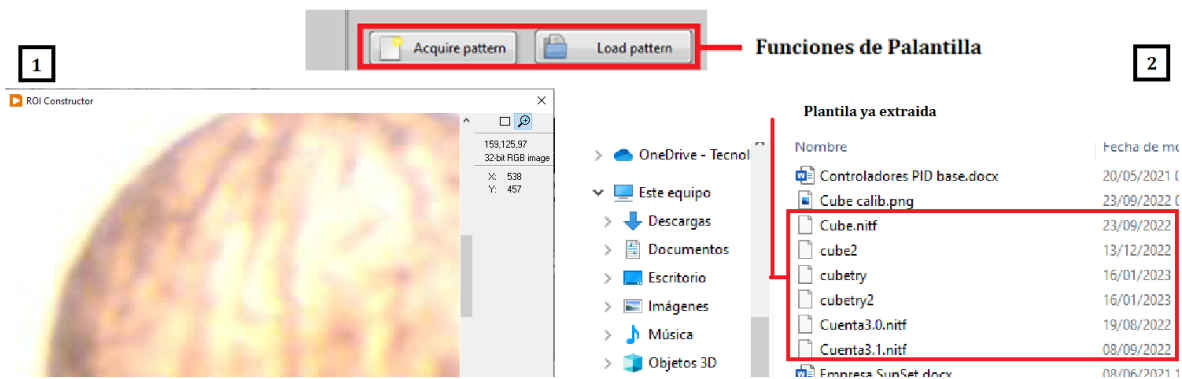 Acquire pattern
Load pattern
Funciones de Palantilla
1
2
ROI Constructor
159,125,97
32-bit RGB image
X: 538
Y: 457
OneDrive - Tecnol
Este equipo
Descargas
Documentos
Escritorio
Imágenes
Música
Objetos 3D
Plantila ya extraida
Nombre
Fecha de mo
Controladores PID base.docx
20/05/2021 0
Cube calib.png
23/09/2022 0
Cube.nitf
23/09/2022
cube2
13/12/2022
cubetry
16/01/2023
cubetry2
16/01/2023
Cuenta3.0.nitf
19/08/2022
Cuenta3.1.nitf
08/09/2022
Empresa SunSet.docx
08/06/2021 1